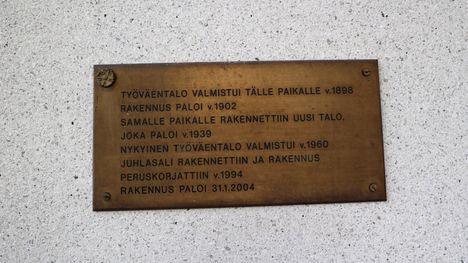 TYÖVÄENTALO VALMISTUI TÄLLE PAIKALLE v.1898
RAKENNUS PALOI v.1902
SAMALLE PAIKALLE RAKENNETTIIN UUSI TALO,
JOKA PALOI v.1939
NYKYINEN TYÖVÄENTALO VALMISTUI v.1960
JUHLASALI RAKENNETTIIN JA RAKENNUS
PERUSKORJATTIIN v.1994
RAKENNUS PALOI 31.1.2004